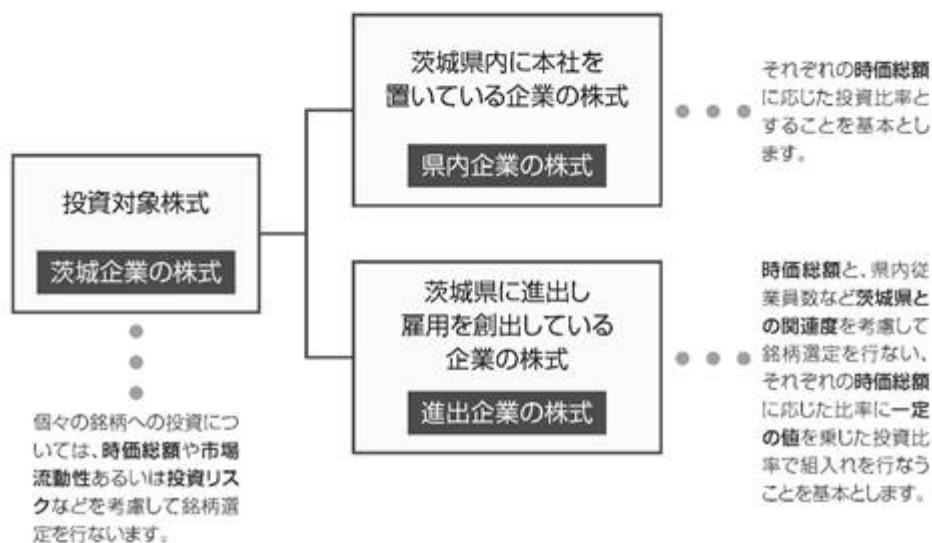 投資対象株式
茨城企業の株式
個々の銘柄への投資につ
いては、時価総額や市場
流動性あるいは投資リス
クなどを考慮して銘柄選
定を行ないます。
茨城県内に本社を
置いている企業の株式
県内企業の株式
それぞれの時価総額
に応じた投資比率と
することを基本とし
ます。
茨城県に進出し
雇用を創出している
企業の株式
進出企業の株式
時価総額と、県内従
業員数など茨城県と
の関連度を考慮して
銘柄選定を行ない、
それぞれの時価総額
に応じた比率に一定
の値を乗じた投資比
率で組入れを行なう
ことを基本とします。